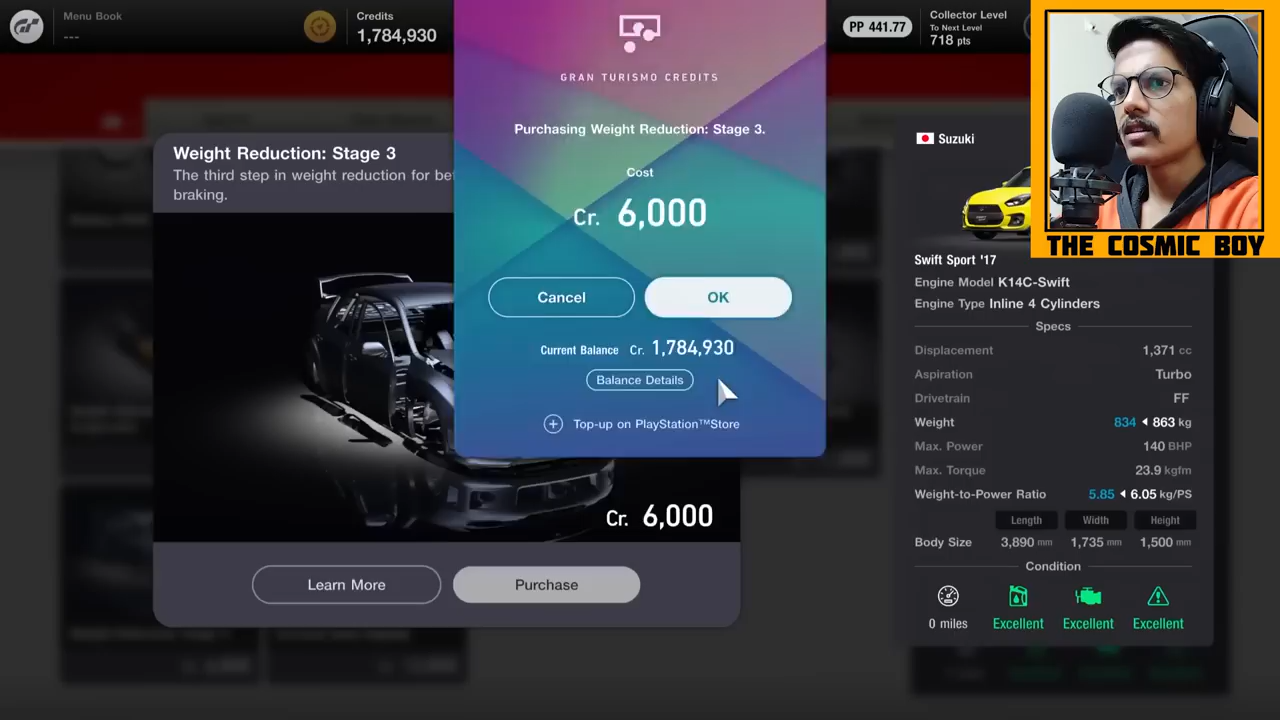 Menu Book
---
Credits
1,784,930
PP 441.77
Collector Level
To Next Level
718 pts
GRAN TURISMO CREDITS
Purchasing Weight Reduction: Stage 3.
Cost
Cr. 6,000
Cancel
OK
Current Balance Cr. 1,784,930
Balance Details
Top-up on PlayStation™Store
Weight Reduction: Stage 3
The third step in weight reduction for be
braking.
Cr. 6,000
Learn More
Purchase
THE COSMIC BOY
Suzuki
Swift Sport '17
Engine Model K14C-Swift
Engine Type Inline 4 Cylinders
Specs
Displacement 1,371 cc
Aspiration Turbo
Drivetrain FF
Weight 834 863 kg
Max. Power 140 BHP
Max. Torque 23.9 kgfm
Weight-to-Power Ratio 5.85 6.05 kg/PS
Length Width Height
Body Size 3,890 mm 1,735 mm 1,500 mm
Condition
0 miles Excellent Excellent Excellent